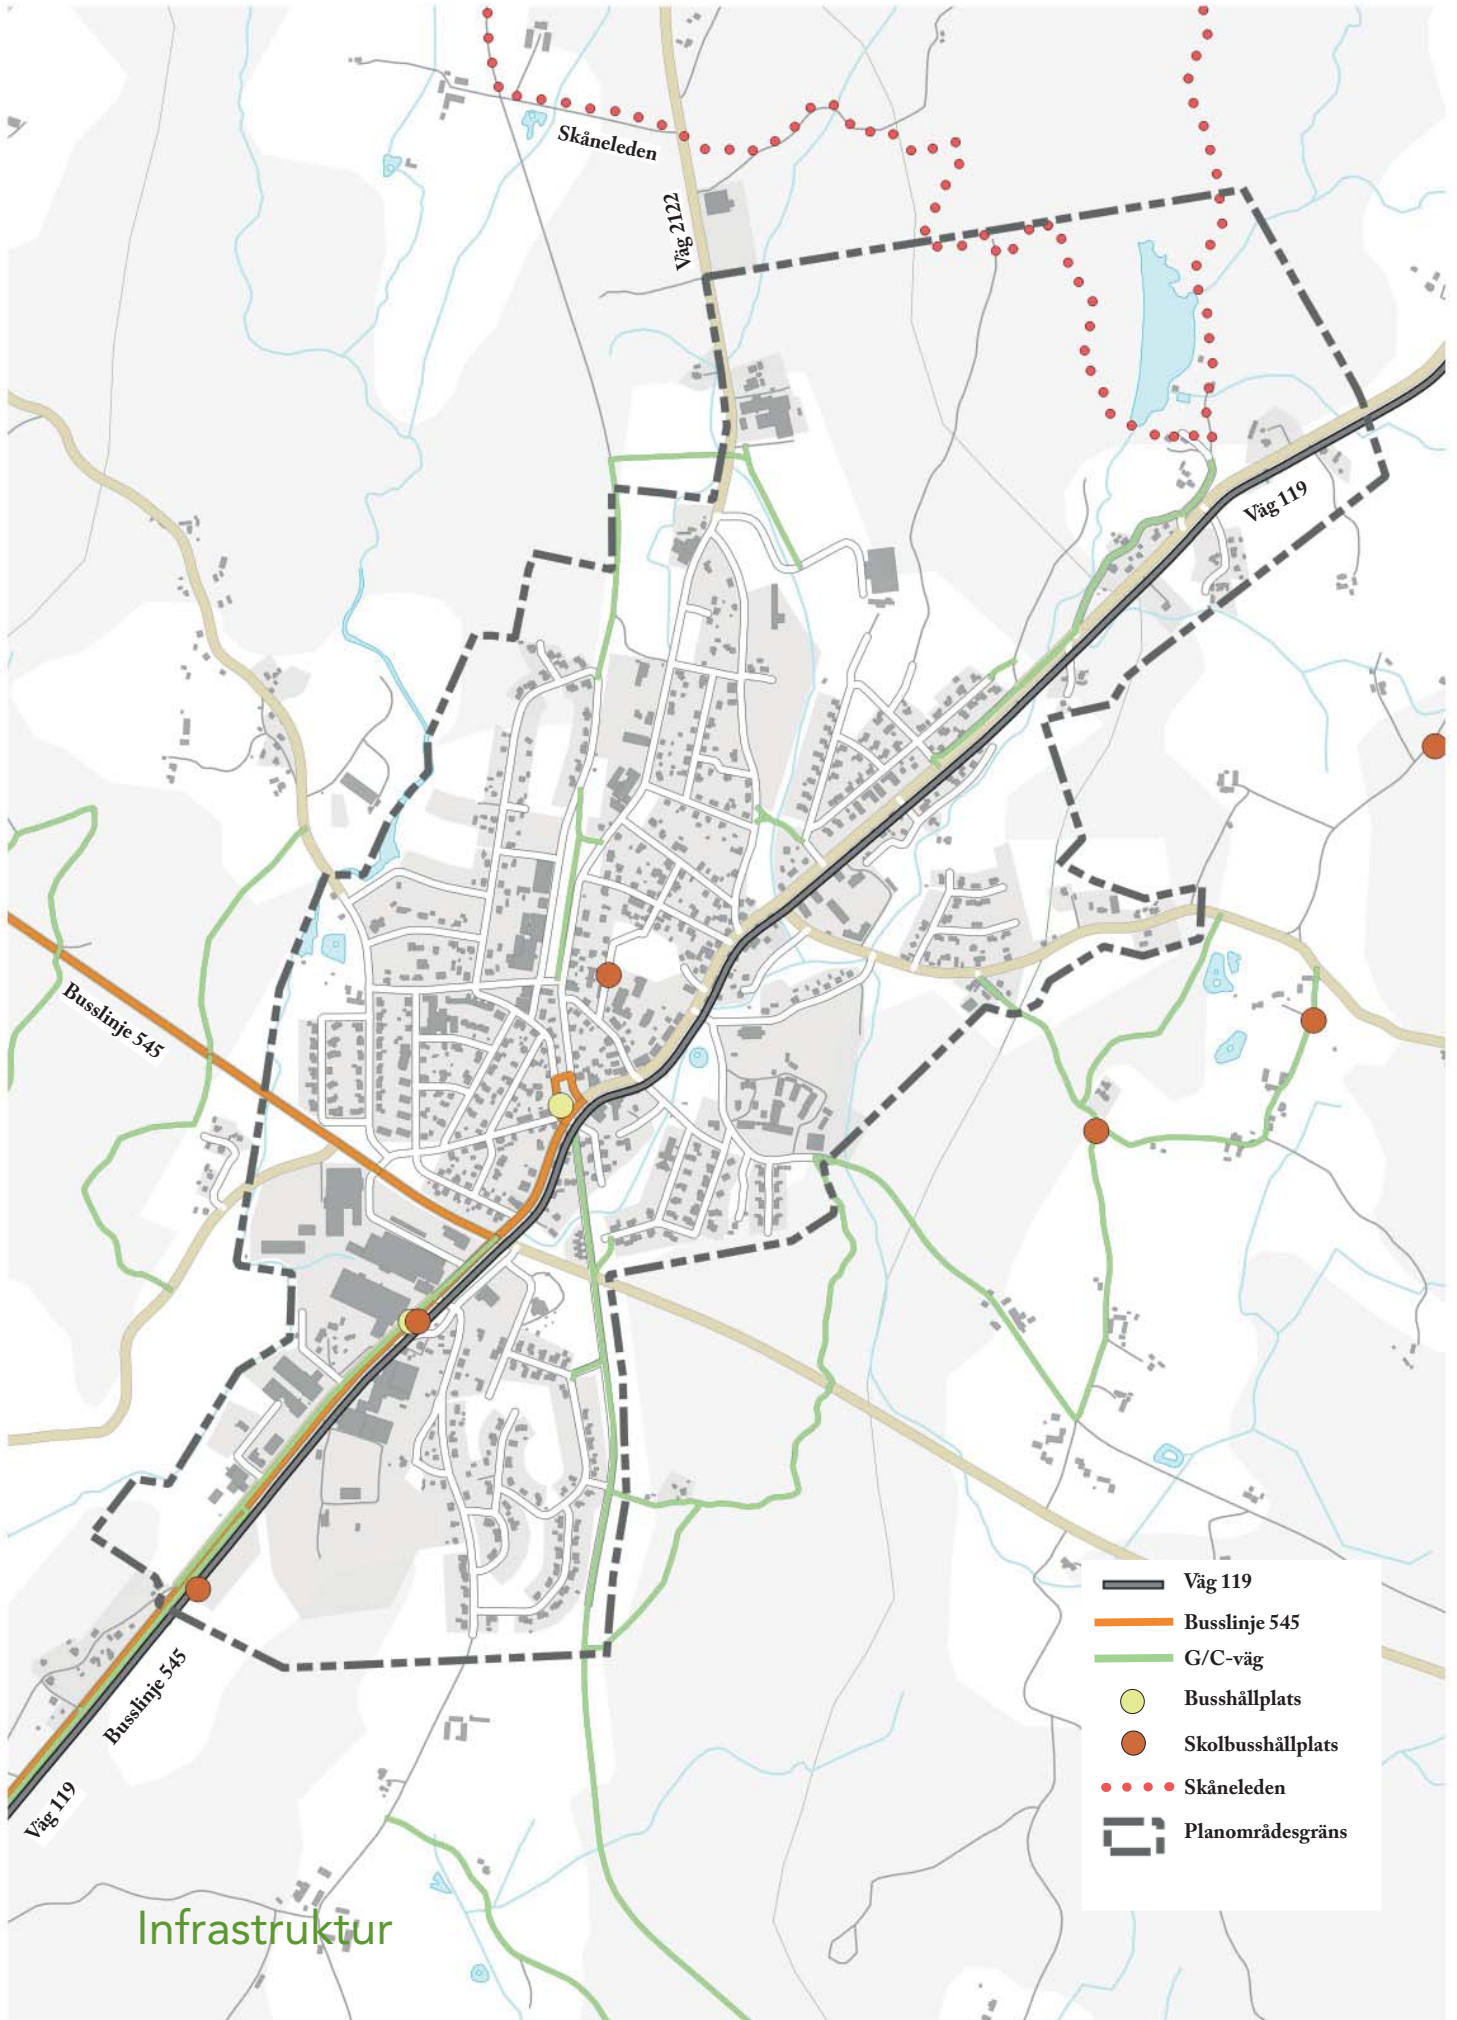 Skåneleden
Väg 2122
Väg 119
Busslinje 545
Väg 119
Busslinje 545
G/C-väg
Busshållplats
Skolbusshållplats
Skåneleden
Planområdesgräns
Busslinje 545
Väg 119
Infrastruktur